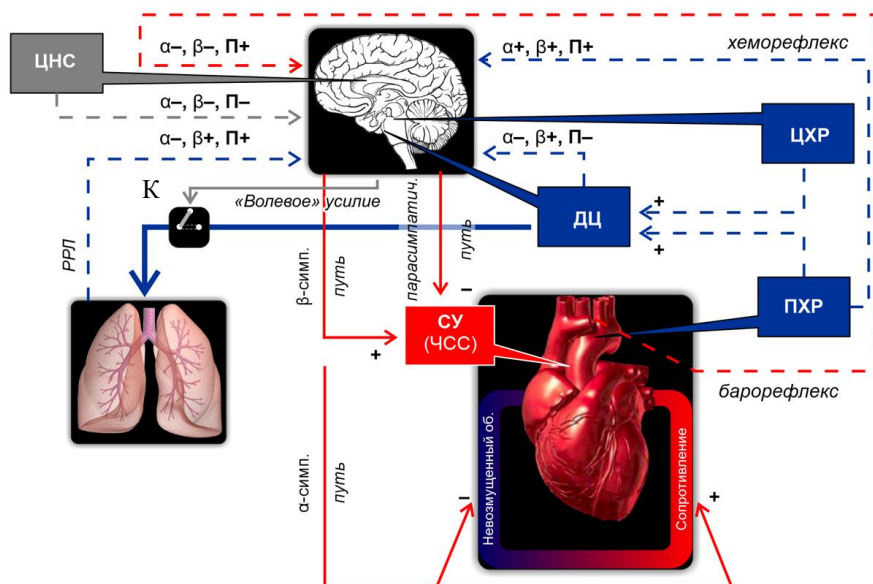 ЦНС
α–, β–, П+
α+, β+, П+
хеморефлекс
α–, β–, П–
α–, β+, П+
α–, β+, П–
ЦХР
К
«Волевое» усилие
ДЦ
+
+
РРЛ
β-симп.
путь
парасимпатич.
путь
–
ПХР
СУ
(ЧСС)
+
барорефлекс
α-симп.
путь
Невозмущенный об.
Сопротивление
–
+